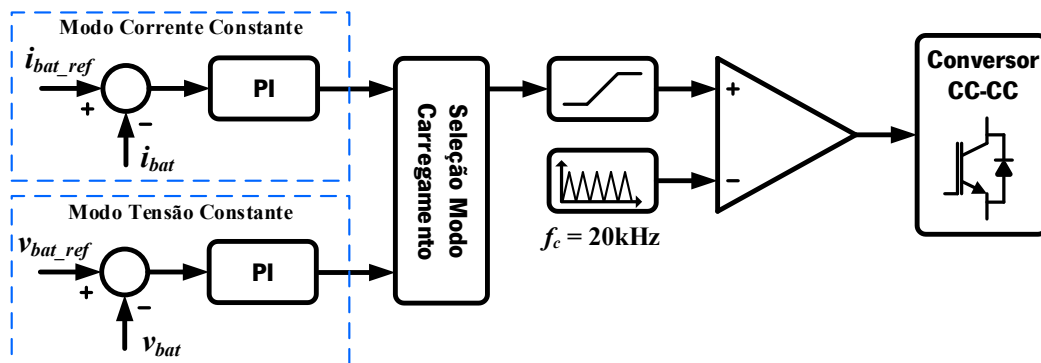 Modo Corrente Constante
i_bat_ref
+
−
i_bat
PI
Modo Tensão Constante
v_bat_ref
+
−
v_bat
PI
Seleção Modo
Carregamento
f_c = 20kHz
+
−
Conversor
CC-CC